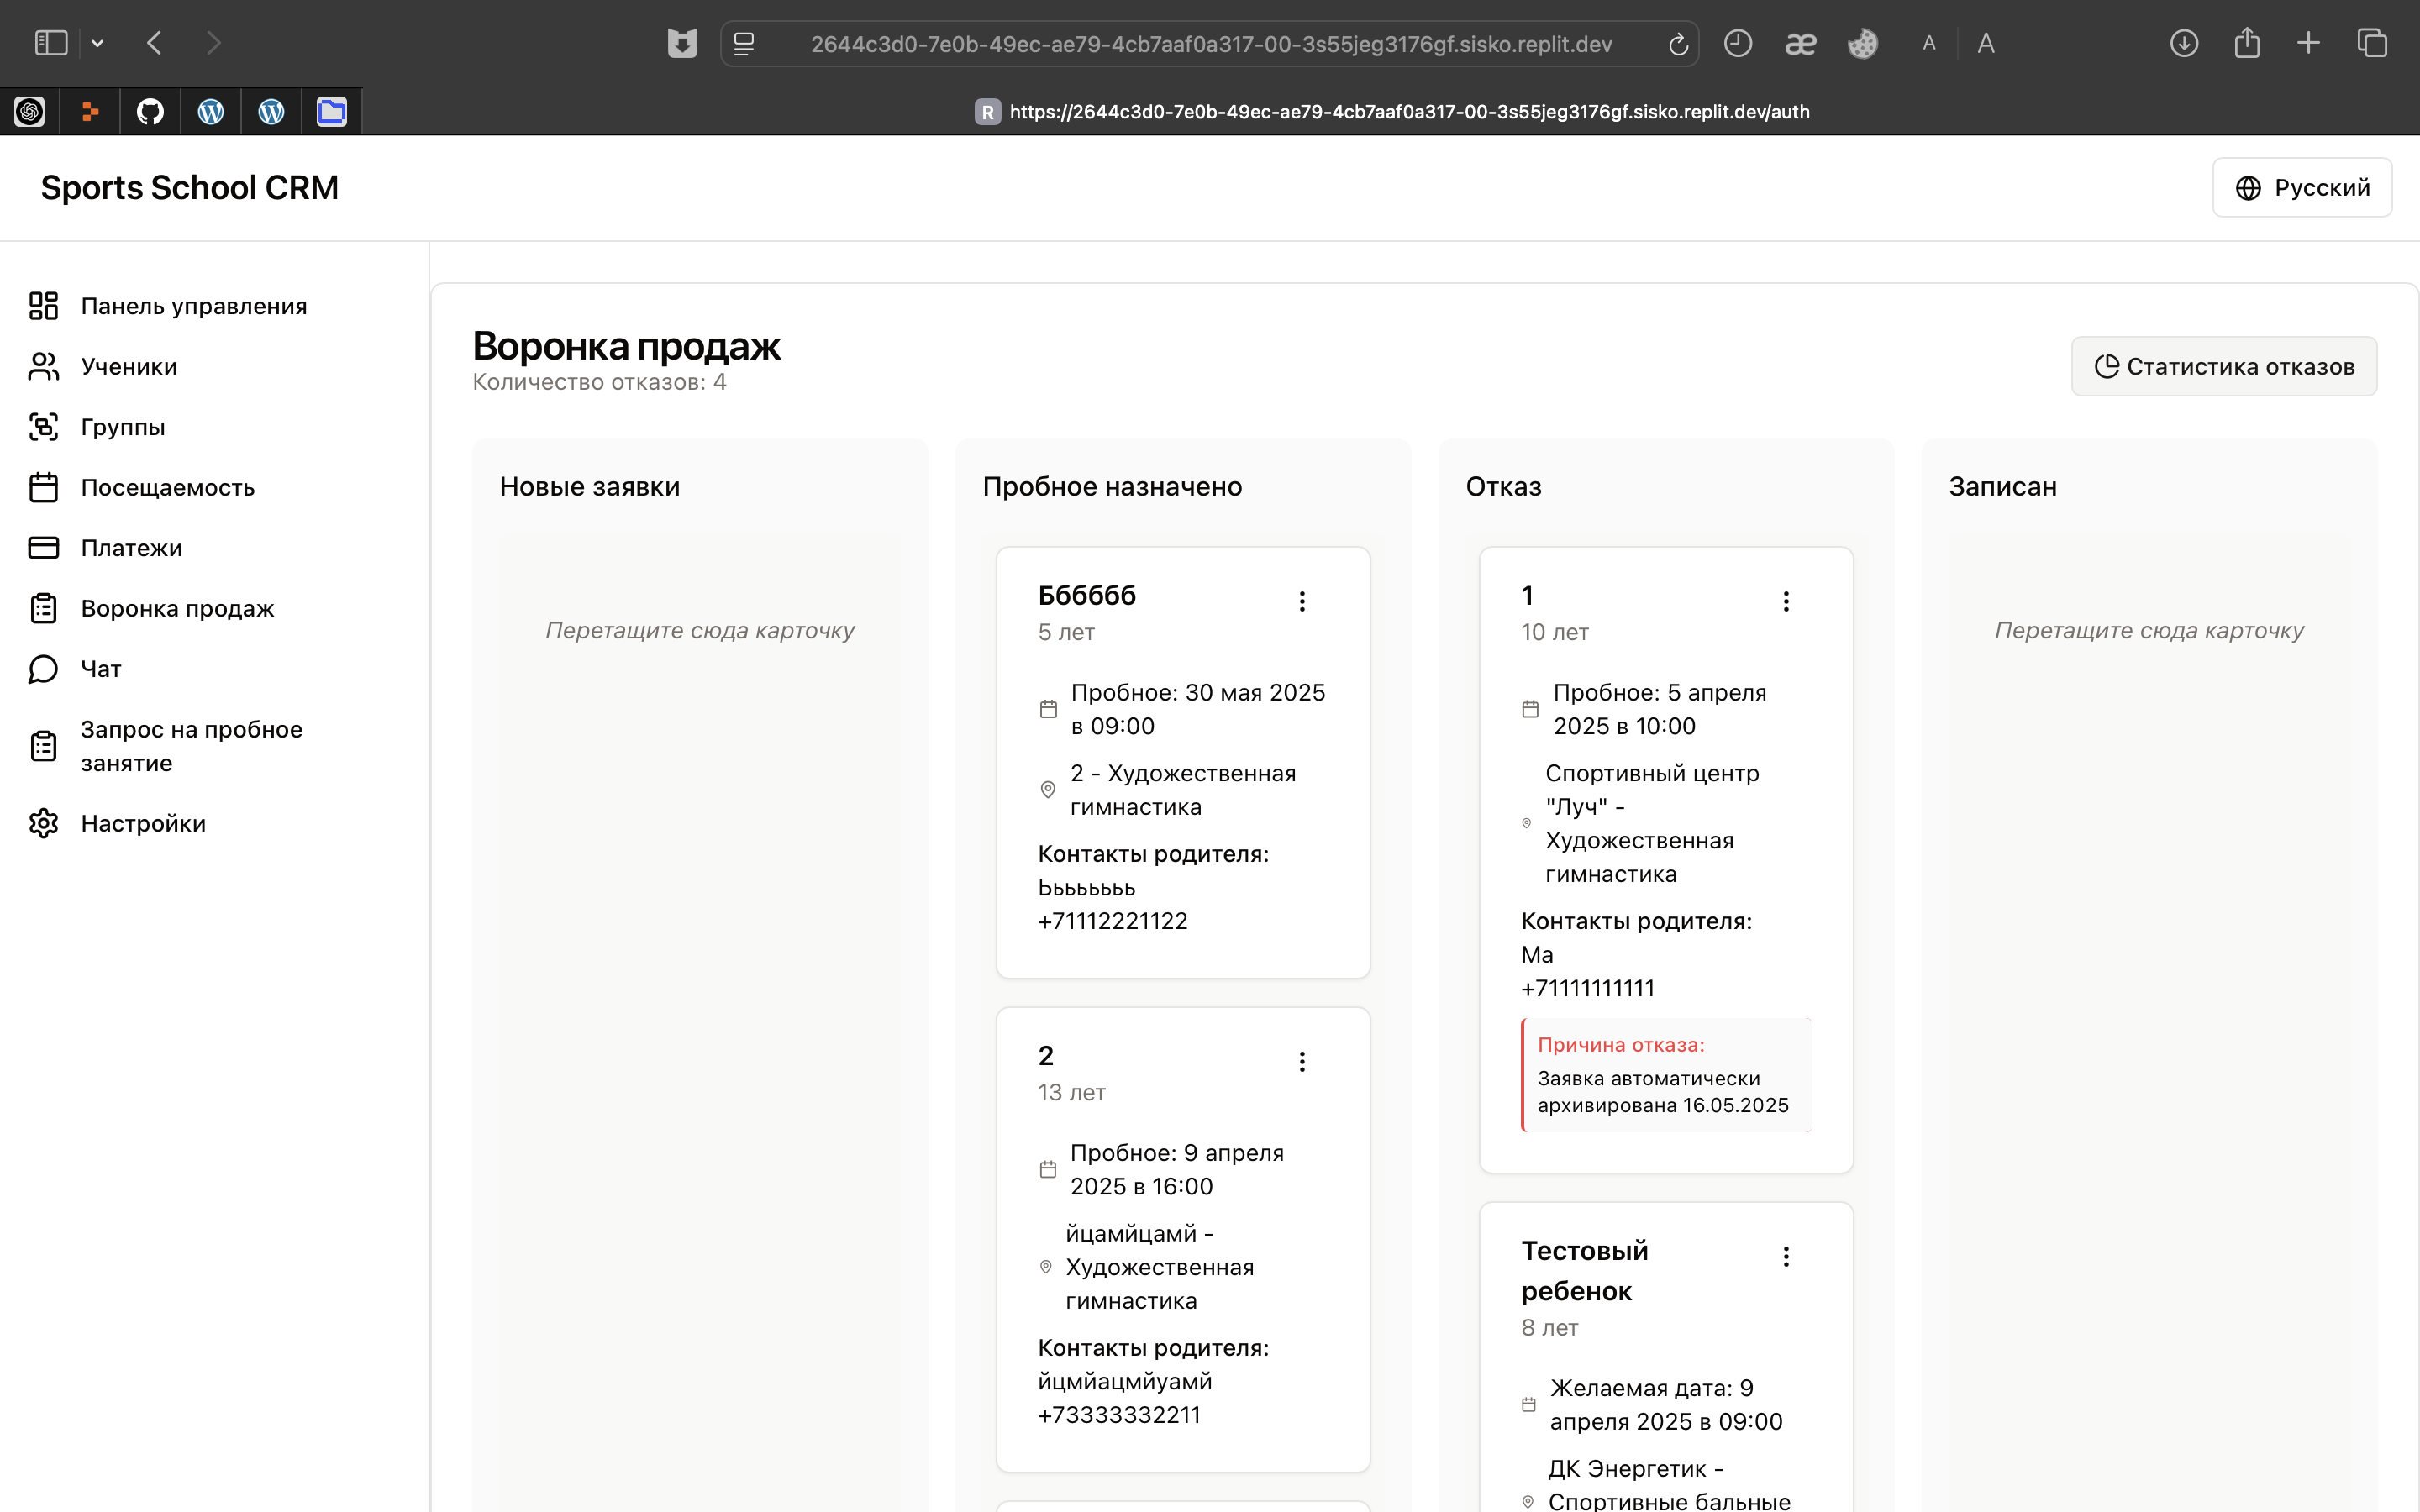 2644c3d0-7e0b-49ec-ae79-4cb7aaf0a317-00-3s55jeg3176gf.sisko.replit.dev
æ
A
A
R
https://2644c3d0-7e0b-49ec-ae79-4cb7aaf0a317-00-3s55jeg3176gf.sisko.replit.dev/auth
Sports School CRM
Русский
Панель управления
Ученики
Группы
Посещаемость
Платежи
Воронка продаж
Чат
Запрос на пробное
занятие
Настройки
Воронка продаж
Количество отказов: 4
Статистика отказов
Новые заявки
Перетащите сюда карточку
Пробное назначено
Бббббб
5 лет
Пробное: 30 мая 2025
в 09:00
2 - Художественная
гимнастика
Контакты родителя:
Ььььььь
+71112221122
2
13 лет
Пробное: 9 апреля
2025 в 16:00
йцамйцамй -
Художественная
гимнастика
Контакты родителя:
йцмйацмйуамй
+73333332211
Отказ
1
10 лет
Пробное: 5 апреля
2025 в 10:00
Спортивный центр
"Луч" -
Художественная
гимнастика
Контакты родителя:
Ма
+71111111111
Причина отказа:
Заявка автоматически
архивирована 16.05.2025
Тестовый
ребенок
8 лет
Желаемая дата: 9
апреля 2025 в 09:00
ДК Энергетик -
Спортивные бальные
Записан
Перетащите сюда карточку